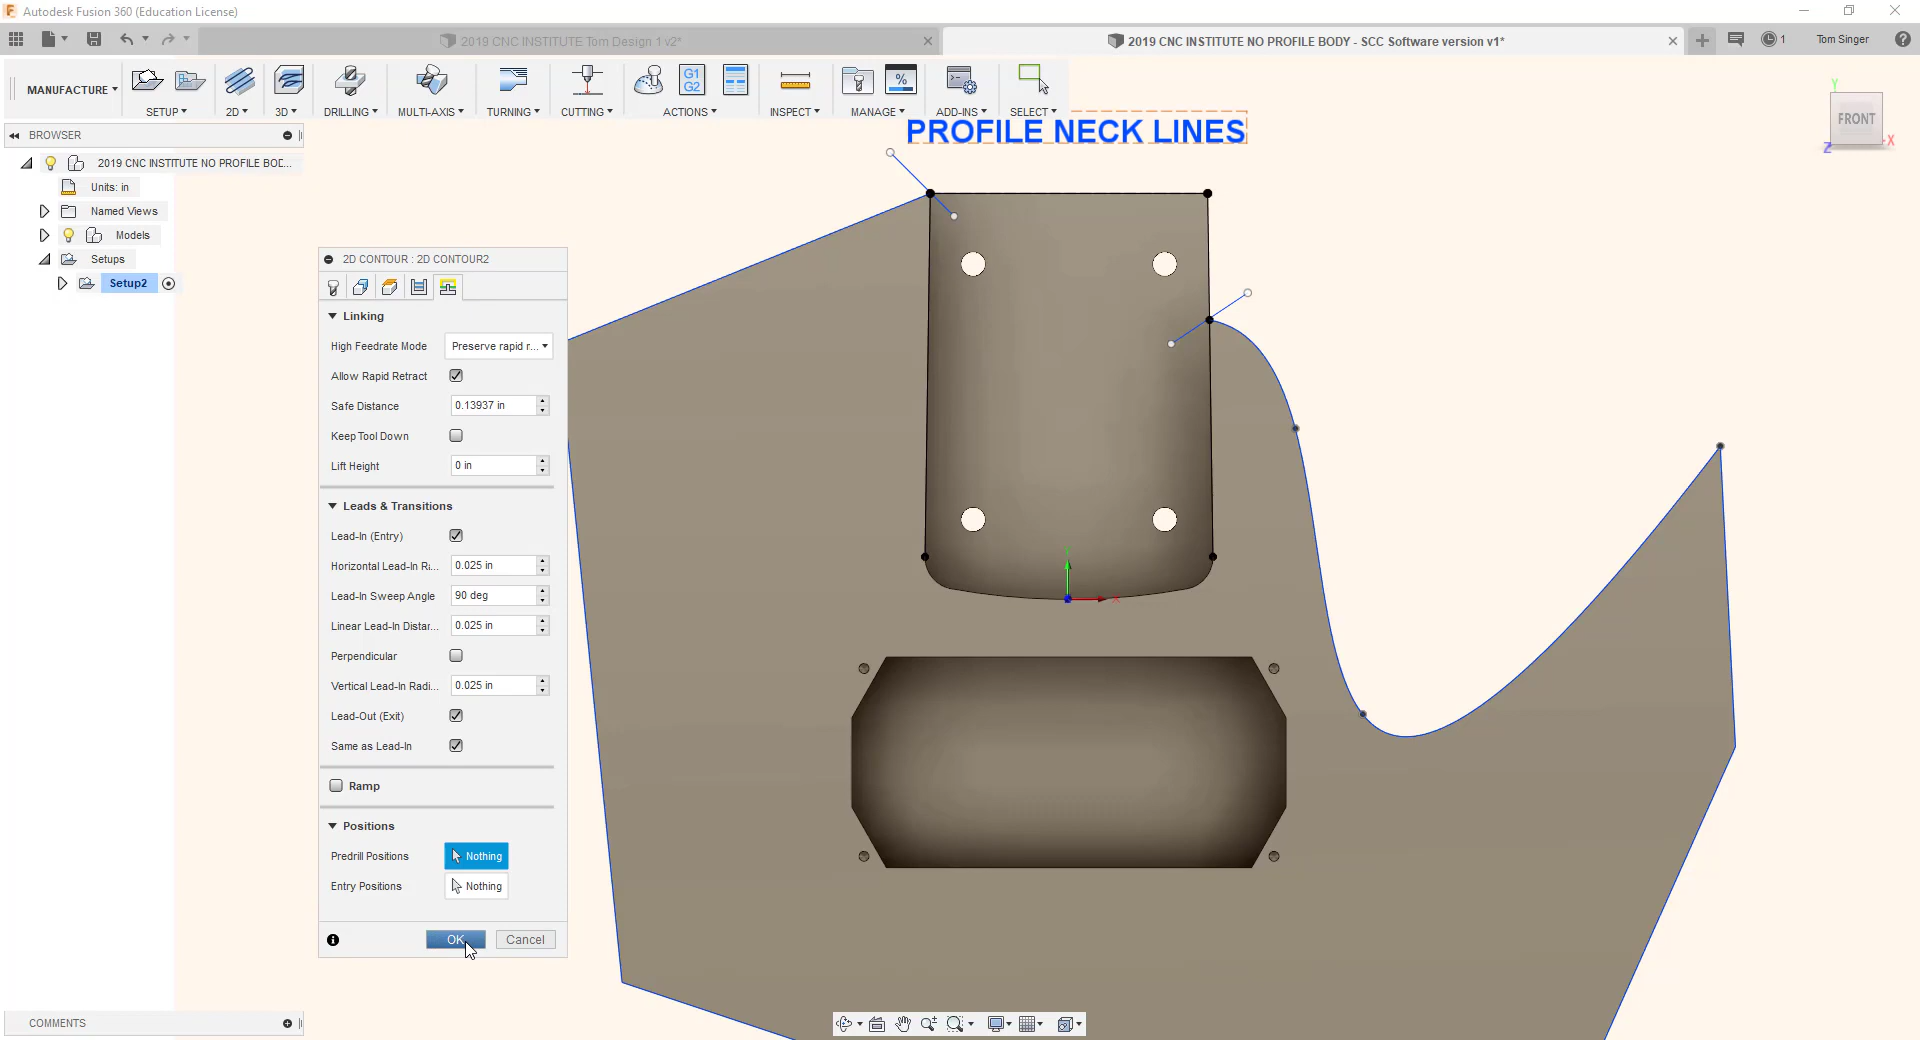 Autodesk Fusion 360 (Education License)
2019 CNC INSTITUTE Tom Design 1 v2*
2019 CNC INSTITUTE NO PROFILE BODY - SCC Software version v1*
1
Tom Singer
MANUFACTURE
G1
G2
SETUP
2D
3D
DRILLING
MULTI-AXIS
TURNING
CUTTING
ACTIONS
INSPECT
MANAGE
ADD-INS
SELECT
BROWSER
PROFILE NECK LINES
Y
FRONT
Z
X
2019 CNC INSTITUTE NO PROFILE BOD...
Units: in
Named Views
Models
Setups
Setup2
2D CONTOUR : 2D CONTOUR2
Linking
High Feedrate Mode
Preserve rapid r...
Allow Rapid Retract
Safe Distance
0.13937 in
Keep Tool Down
Lift Height
0 in
Leads & Transitions
Lead-In (Entry)
Horizontal Lead-In Ri...
0.025 in
Lead-In Sweep Angle
90 deg
Linear Lead-In Distar...
0.025 in
Perpendicular
Vertical Lead-In Radi...
0.025 in
Lead-Out (Exit)
Same as Lead-In
Ramp
Positions
Predrill Positions
Nothing
Entry Positions
Nothing
OK
Cancel
X
COMMENTS